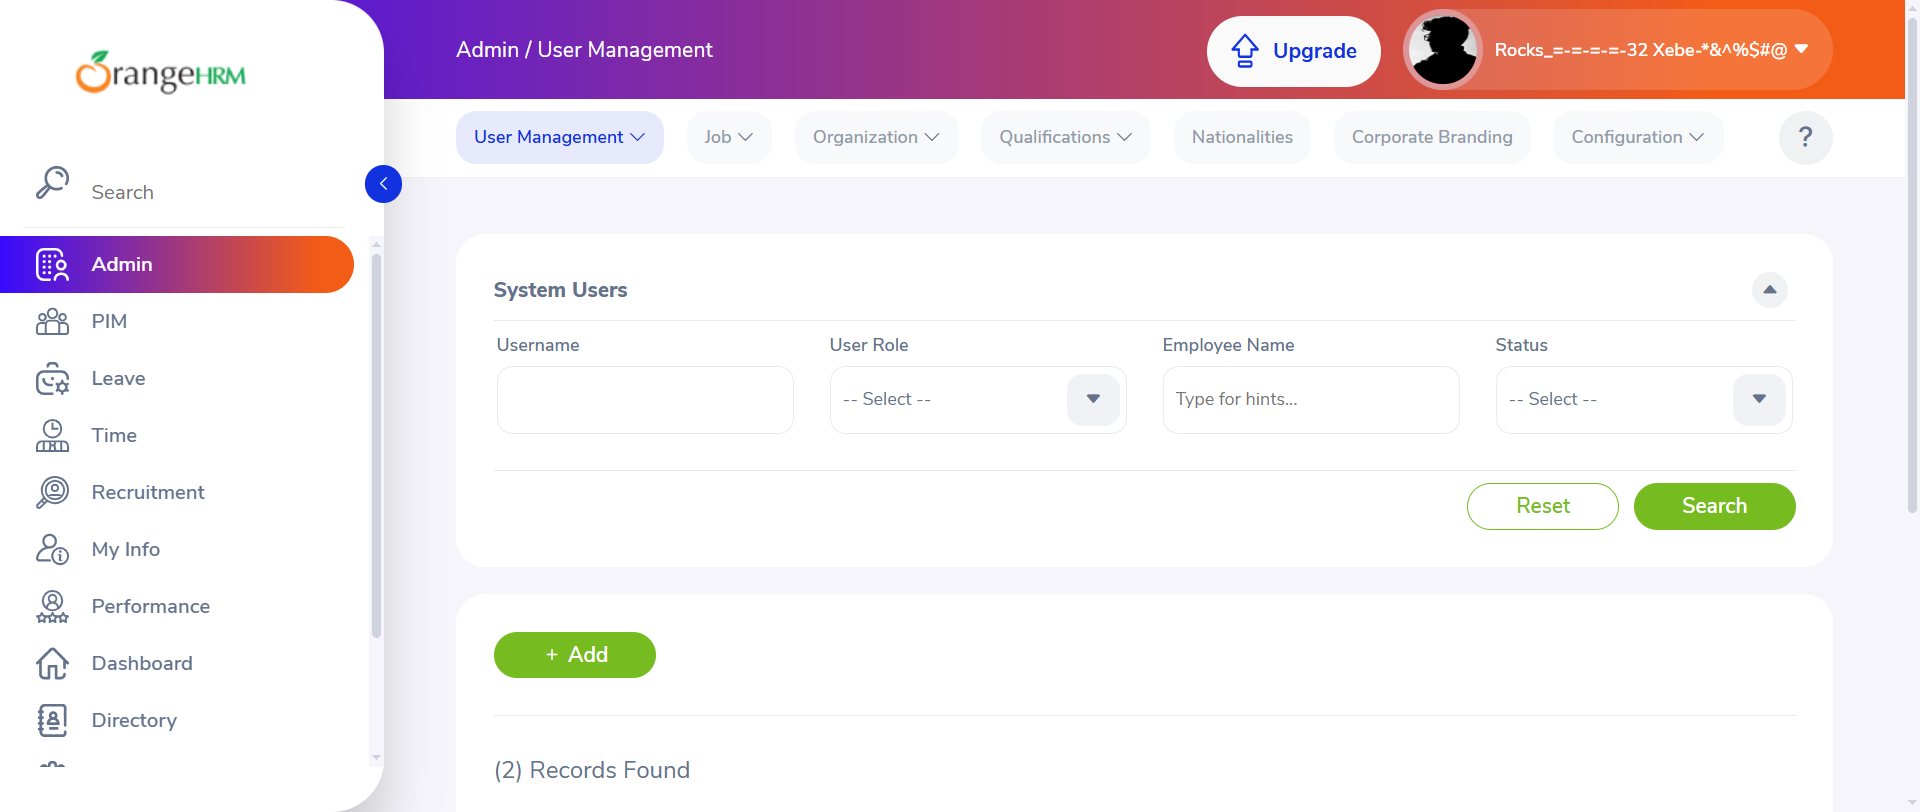 Admin / User Management
Upgrade
Rocks_=-=-=-=-32 Xebe-*&^%$#@
OrangeHRM
User Management
Job
Organization
Qualifications
Nationalities
Corporate Branding
Configuration
?
Search
Admin
PIM
Leave
Time
Recruitment
My Info
Performance
Dashboard
Directory
System Users
Username
User Role
Employee Name
Status
-- Select --
Type for hints...
-- Select --
Reset
Search
+ Add
(2) Records Found